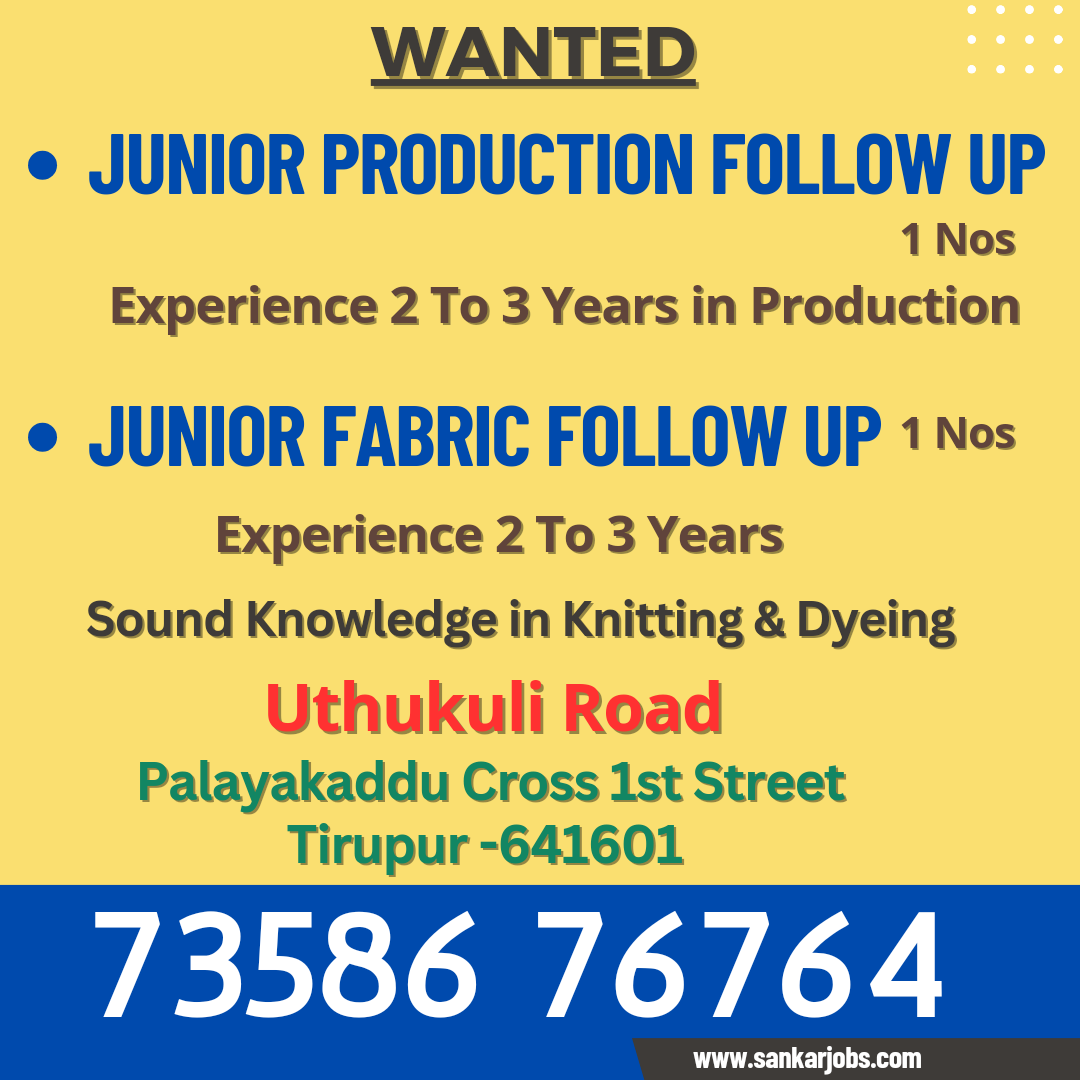 WANTED
• JUNIOR PRODUCTION FOLLOW UP
1 Nos
Experience 2 To 3 Years in Production
• JUNIOR FABRIC FOLLOW UP 1 Nos
Experience 2 To 3 Years
Sound Knowledge in Knitting & Dyeing
Uthukuli Road
Palayakaddu Cross 1st Street
Tirupur -641601
73586 76764
www.sankarjobs.com